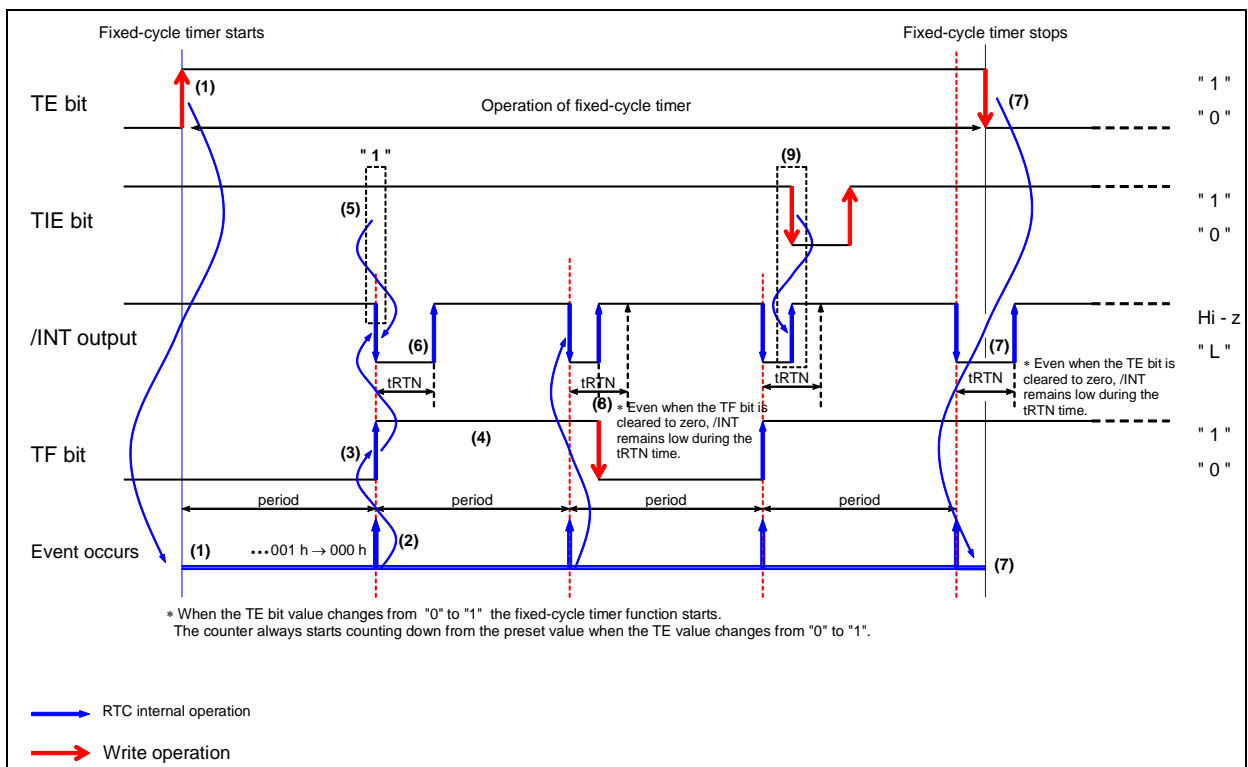 Fixed-cycle timer starts
Fixed-cycle timer stops
TE bit
(1)
Operation of fixed-cycle timer
(7)
" 1 "
" 0 "
" 1 "
(9)
TIE bit
(5)
" 1 "
" 0 "
/INT output
(6)
(7)
Hi - z
" L "
tRTN
tRTN
tRTN
tRTN
(8)
* Even when the TF bit is
cleared to zero, /INT
remains low during the
tRTN time.
* Even when the TE bit is
cleared to zero, /INT
remains low during the
tRTN time.
TF bit
(3)
(4)
" 1 "
" 0 "
period
period
period
period
Event occurs
(1)
•••001 h → 000 h
(2)
(7)
* When the TE bit value changes from "0" to "1" the fixed-cycle timer function starts.
The counter always starts counting down from the preset value when the TE value changes from "0" to "1".
RTC internal operation
Write operation